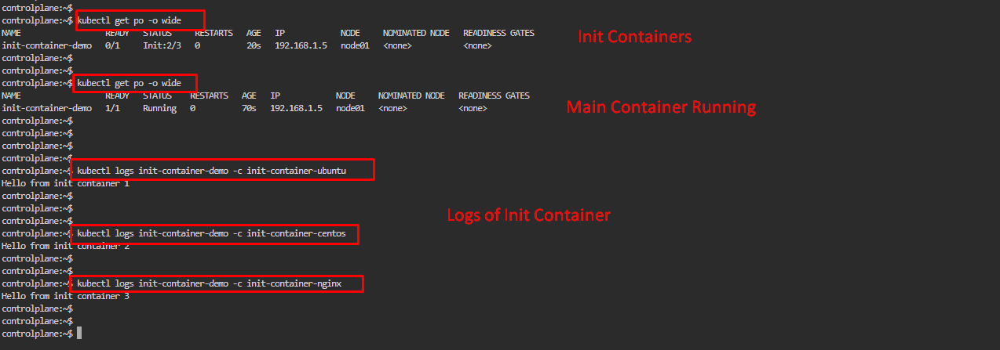 controlplane:~$
controlplane:~$ kubectl get po -o wide
NAME READY STATUS RESTARTS AGE IP NODE NOMINATED NODE READINESS GATES
init-container-demo 0/1 Init:2/3 0 20s 192.168.1.5 node01 <none> <none>
Init Containers
controlplane:~$
controlplane:~$
controlplane:~$ kubectl get po -o wide
NAME READY STATUS RESTARTS AGE IP NODE NOMINATED NODE READINESS GATES
init-container-demo 1/1 Running 0 70s 192.168.1.5 node01 <none> <none>
Main Container Running
controlplane:~$
controlplane:~$
controlplane:~$
controlplane:~$
controlplane:~$ kubectl logs init-container-demo -c init-container-ubuntu
Hello from init container 1
controlplane:~$
controlplane:~$
Logs of Init Container
controlplane:~$
controlplane:~$ kubectl logs init-container-demo -c init-container-centos
Hello from init container 2
controlplane:~$
controlplane:~$
controlplane:~$ kubectl logs init-container-demo -c init-container-nginx
Hello from init container 3
controlplane:~$
controlplane:~$
controlplane:~$